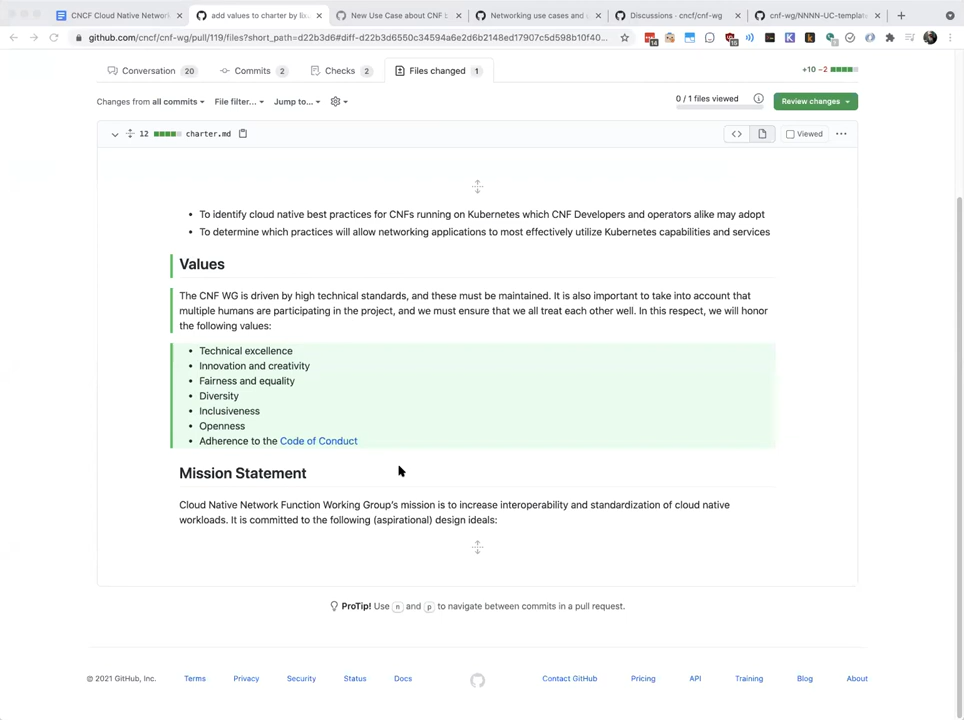 CNCF Cloud Native Network
add values to charter by lix
New Use Case about CNF b
Networking use cases and
Discussions · cncf/cnf-wg
cnf-wg/NNNN-UC-template
github.com/cncf/cnf-wg/pull/119/files?short_path=d22b3d6#diff-d22b3d6550c34594a6e2d6b2148ed17907c5d598b10f40...
Conversation 20
Commits 2
Checks 2
Files changed 1
+10 −2
Changes from all commits
File filter...
Jump to...
0 / 1 files viewed
Review changes
12 charter.md
Viewed
• To identify cloud native best practices for CNFs running on Kubernetes which CNF Developers and operators alike may adopt
• To determine which practices will allow networking applications to most effectively utilize Kubernetes capabilities and services
Values
The CNF WG is driven by high technical standards, and these must be maintained. It is also important to take into account that
multiple humans are participating in the project, and we must ensure that we all treat each other well. In this respect, we will honor
the following values:
• Technical excellence
• Innovation and creativity
• Fairness and equality
• Diversity
• Inclusiveness
• Openness
• Adherence to the Code of Conduct
Mission Statement
Cloud Native Network Function Working Group's mission is to increase interoperability and standardization of cloud native
workloads. It is committed to the following (aspirational) design ideals:
ProTip! Use n and p to navigate between commits in a pull request.
© 2021 GitHub, Inc.
Terms
Privacy
Security
Status
Docs
Contact GitHub
Pricing
API
Training
Blog
About